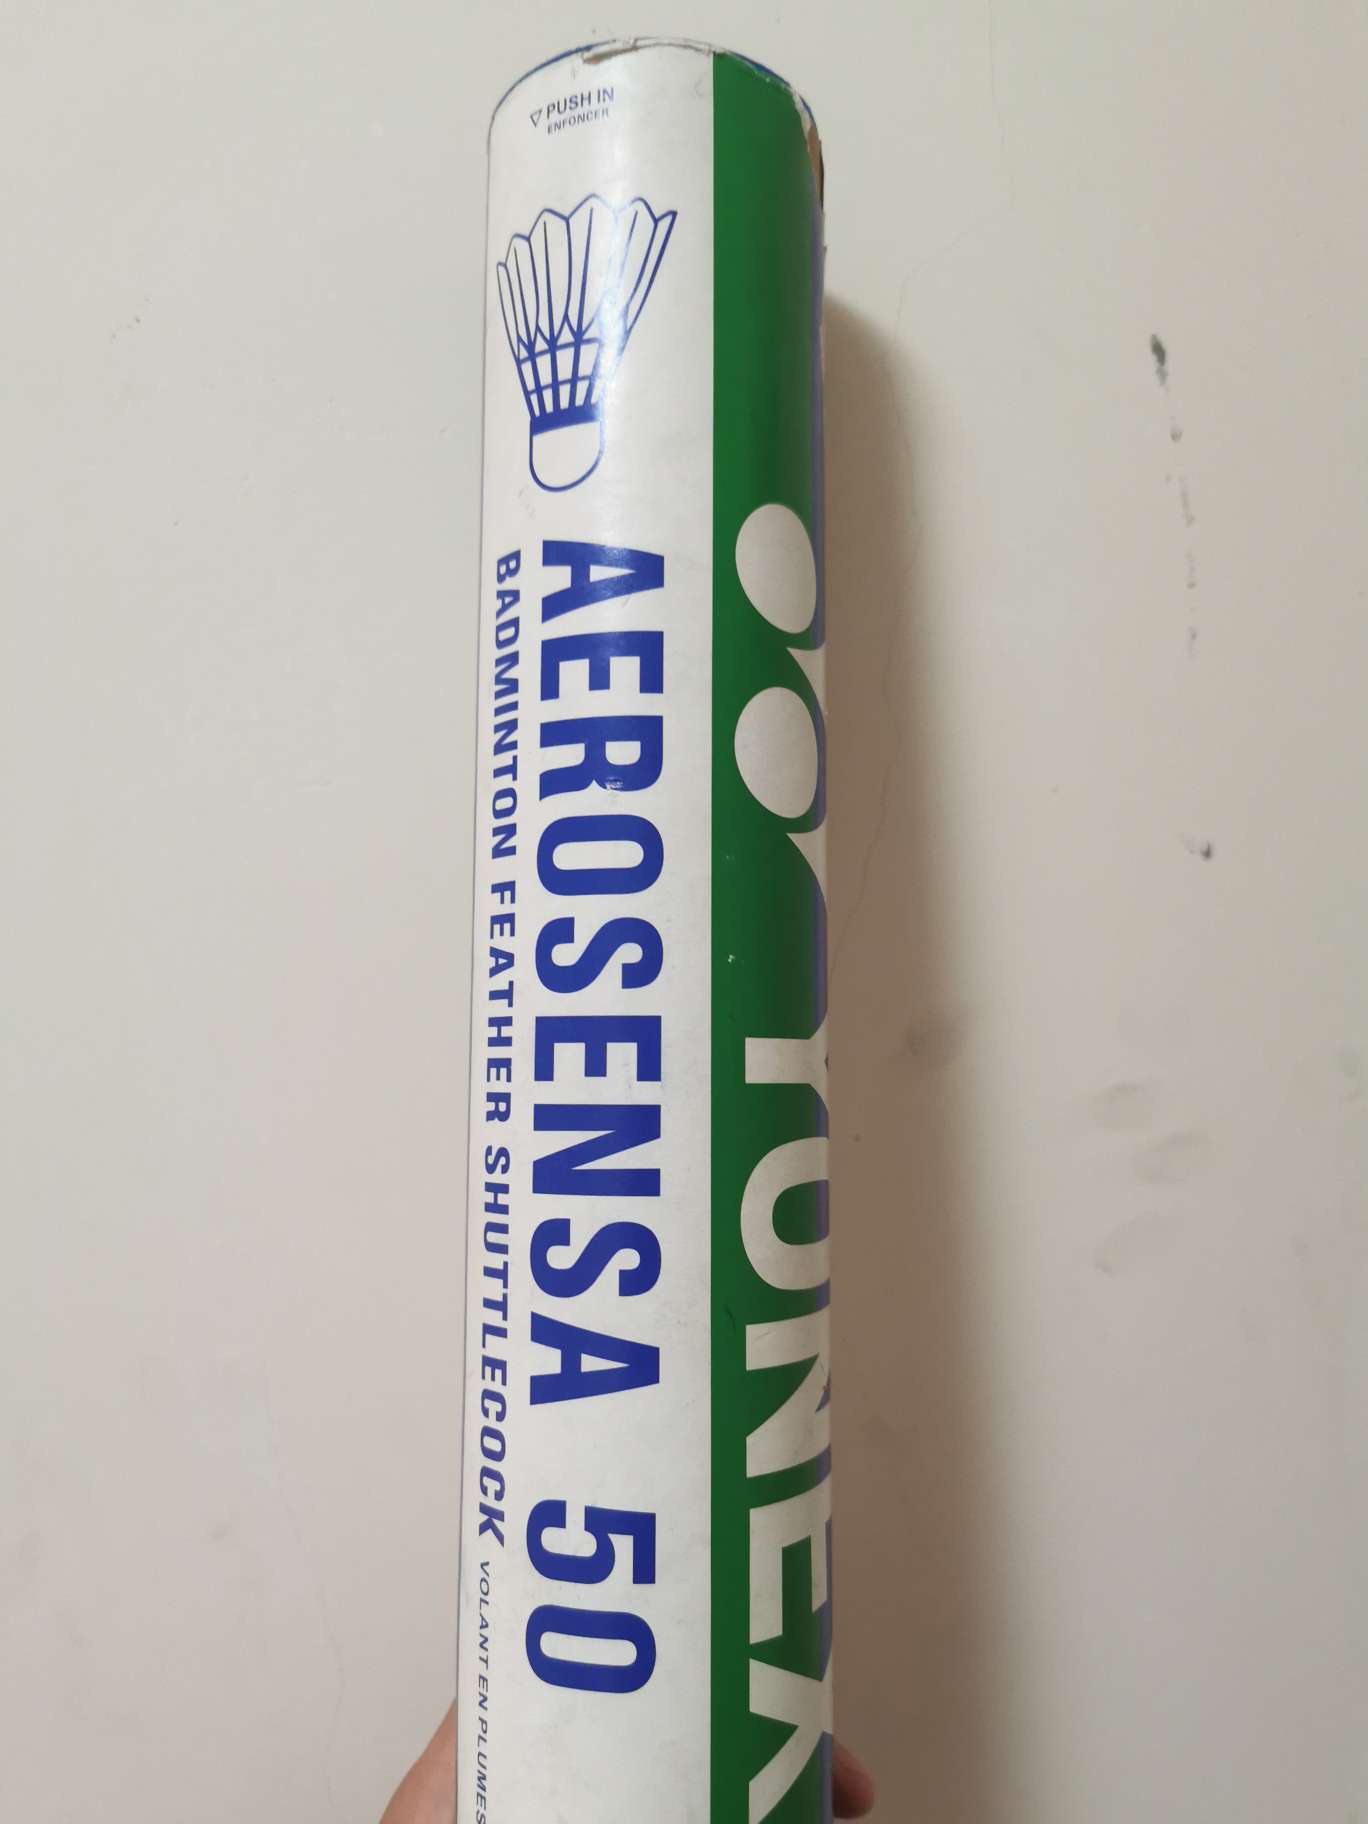 PUSH IN
ENFONCER
AEROSENSA 50
BADMINTON FEATHER SHUTTLECOCK VOLANT EN PLUMES
YONEX